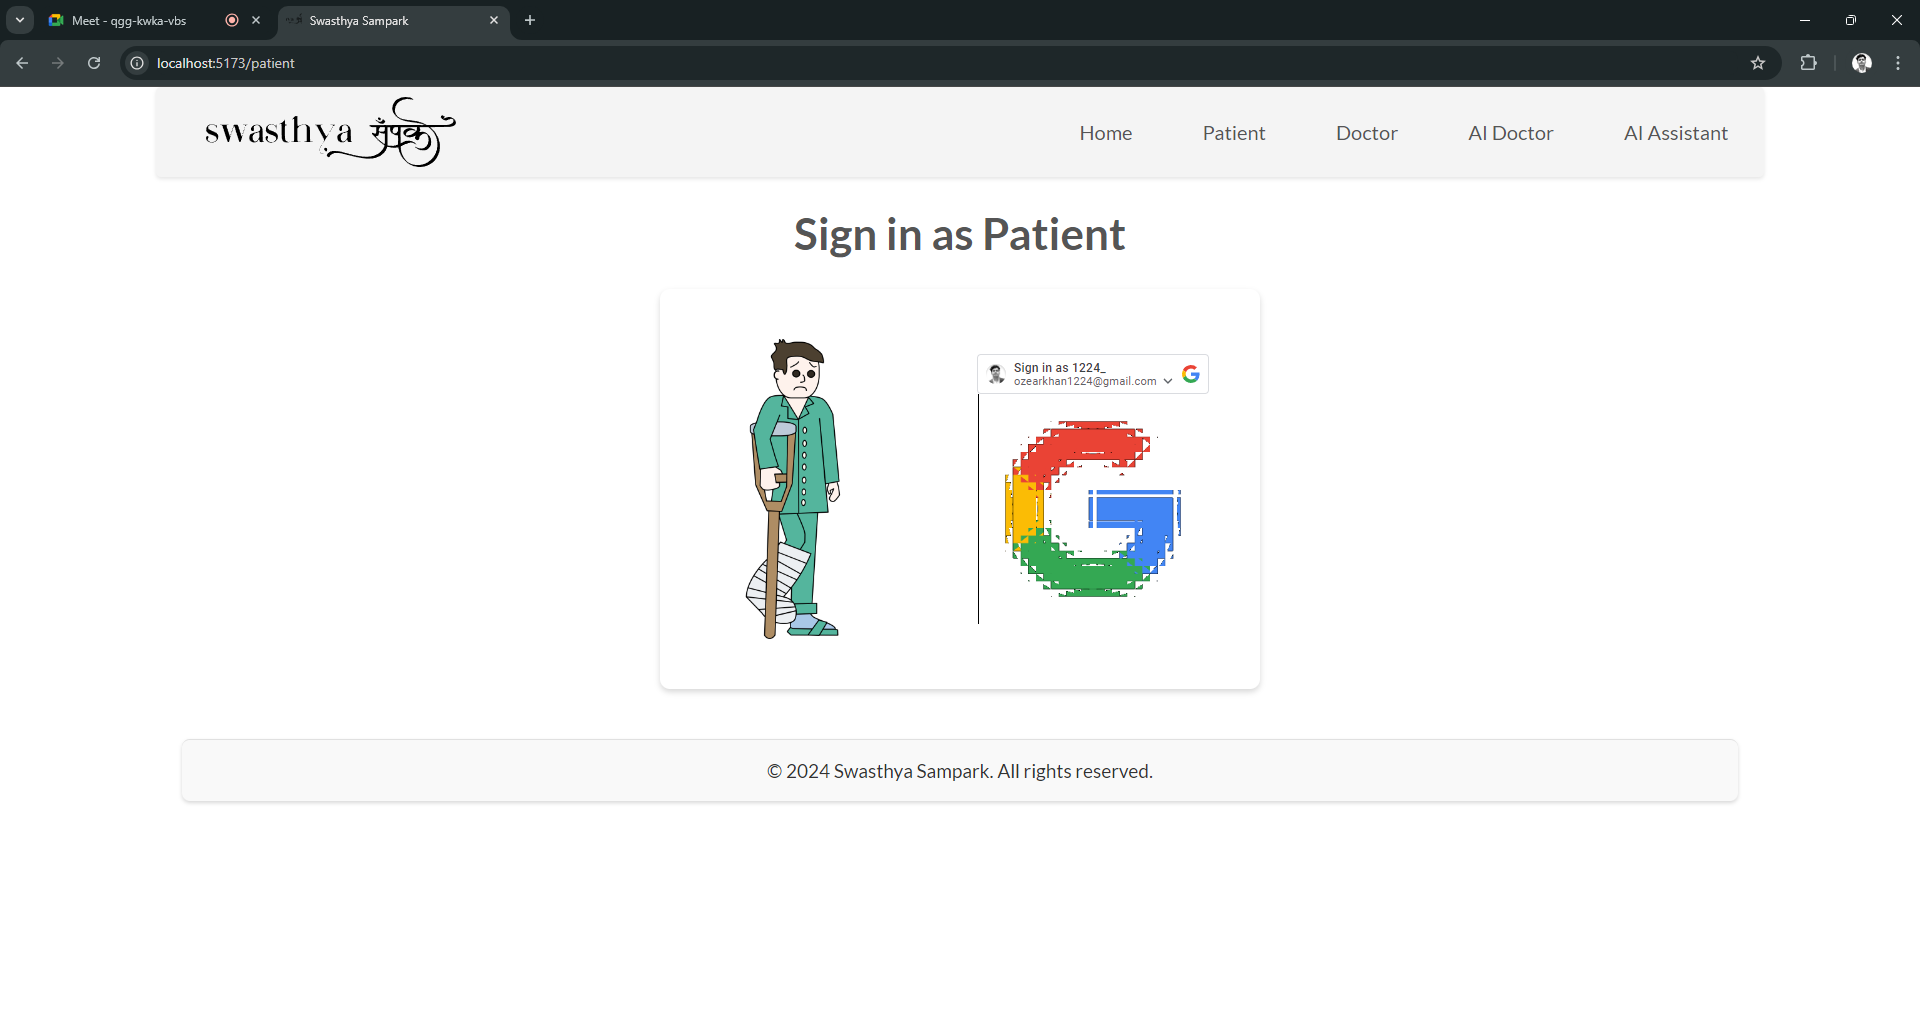 Meet - qgg-kwka-vbs
Swasthya Sampark
localhost:5173/patient
swasthya संपर्क
Home
Patient
Doctor
AI Doctor
AI Assistant
Sign in as Patient
Sign in as 1224_
ozearkhan1224@gmail.com
© 2024 Swasthya Sampark. All rights reserved.